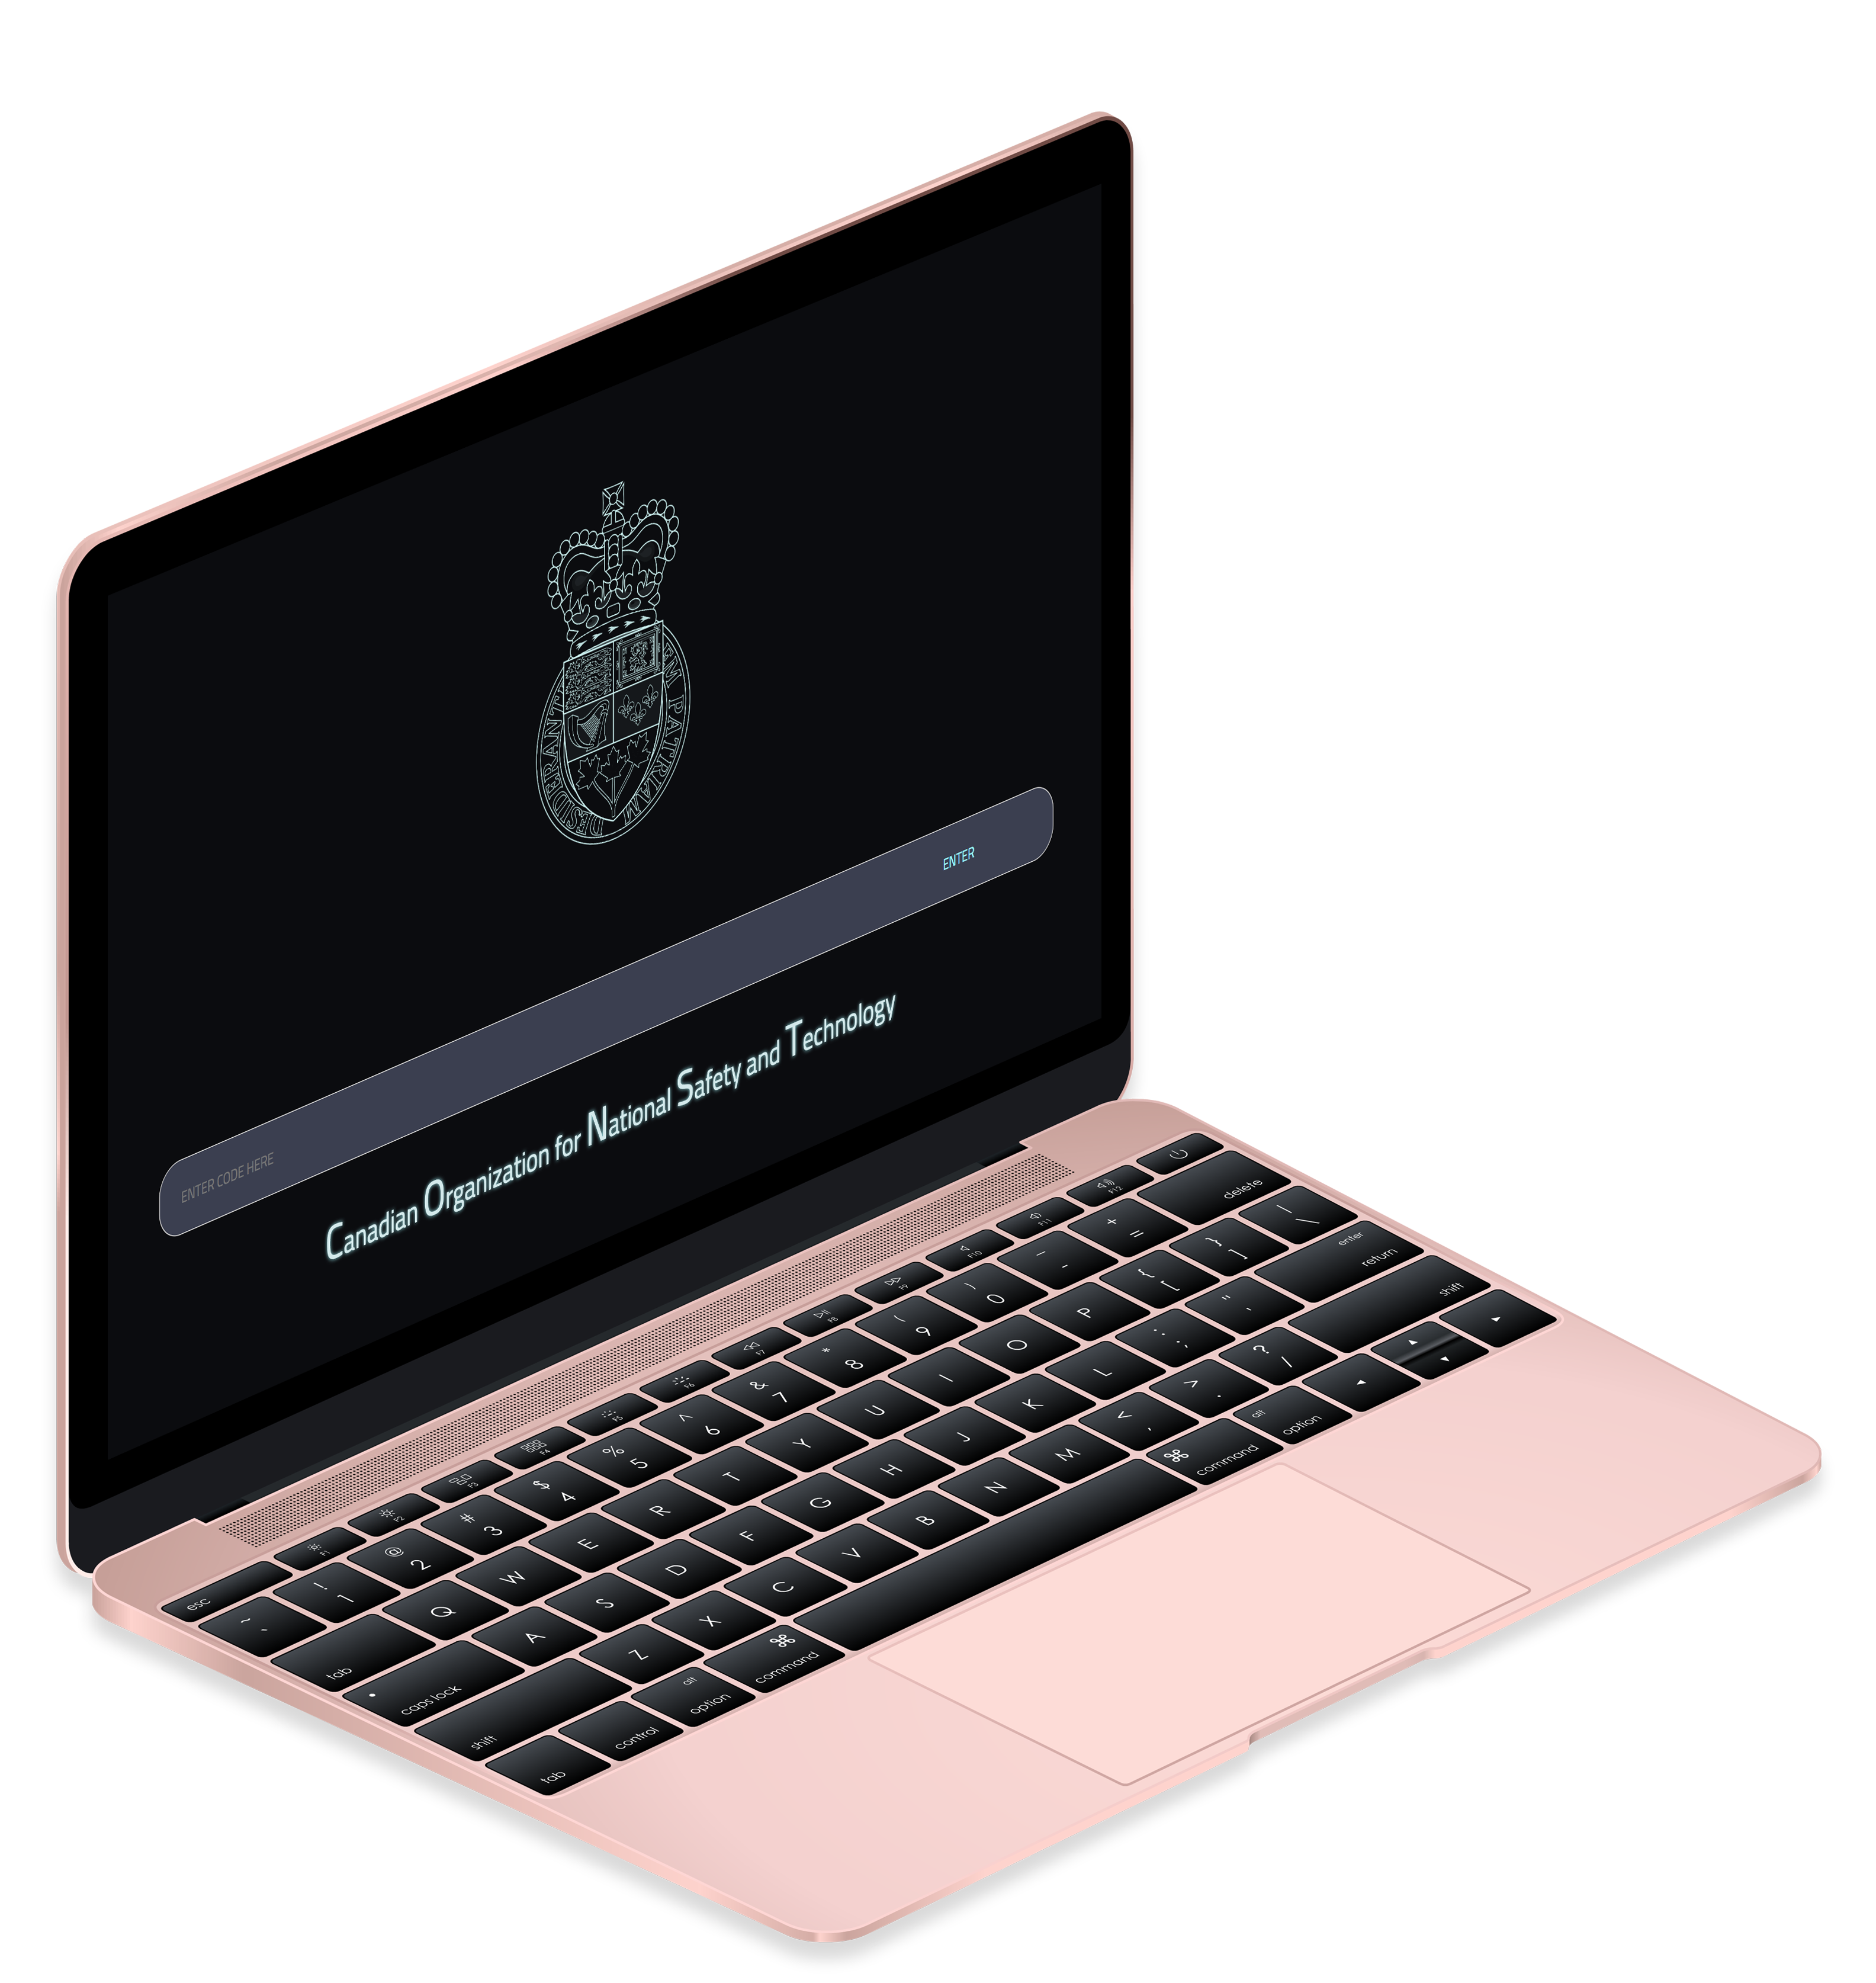 DESIDERANTES
EM PATRIAM
ENTER CODE HERE
ENTER
Canadian Organization for National Safety and Technology
esc F1 F2 F3 F4 F5 F6 F7 F8 F9 F10 F11 F12
~ ` ! 1 @ 2 # 3 $ 4 % 5 ^ 6 & 7 * 8 ( 9 ) 0 _ - + = delete
tab Q W E R T Y U I O P { [ } ] | \
caps lock A S D F G H J K L : ; " ' enter return
shift Z X C V B N M < , > . ? / shift
tab control alt option ⌘ command ⌘ command alt option